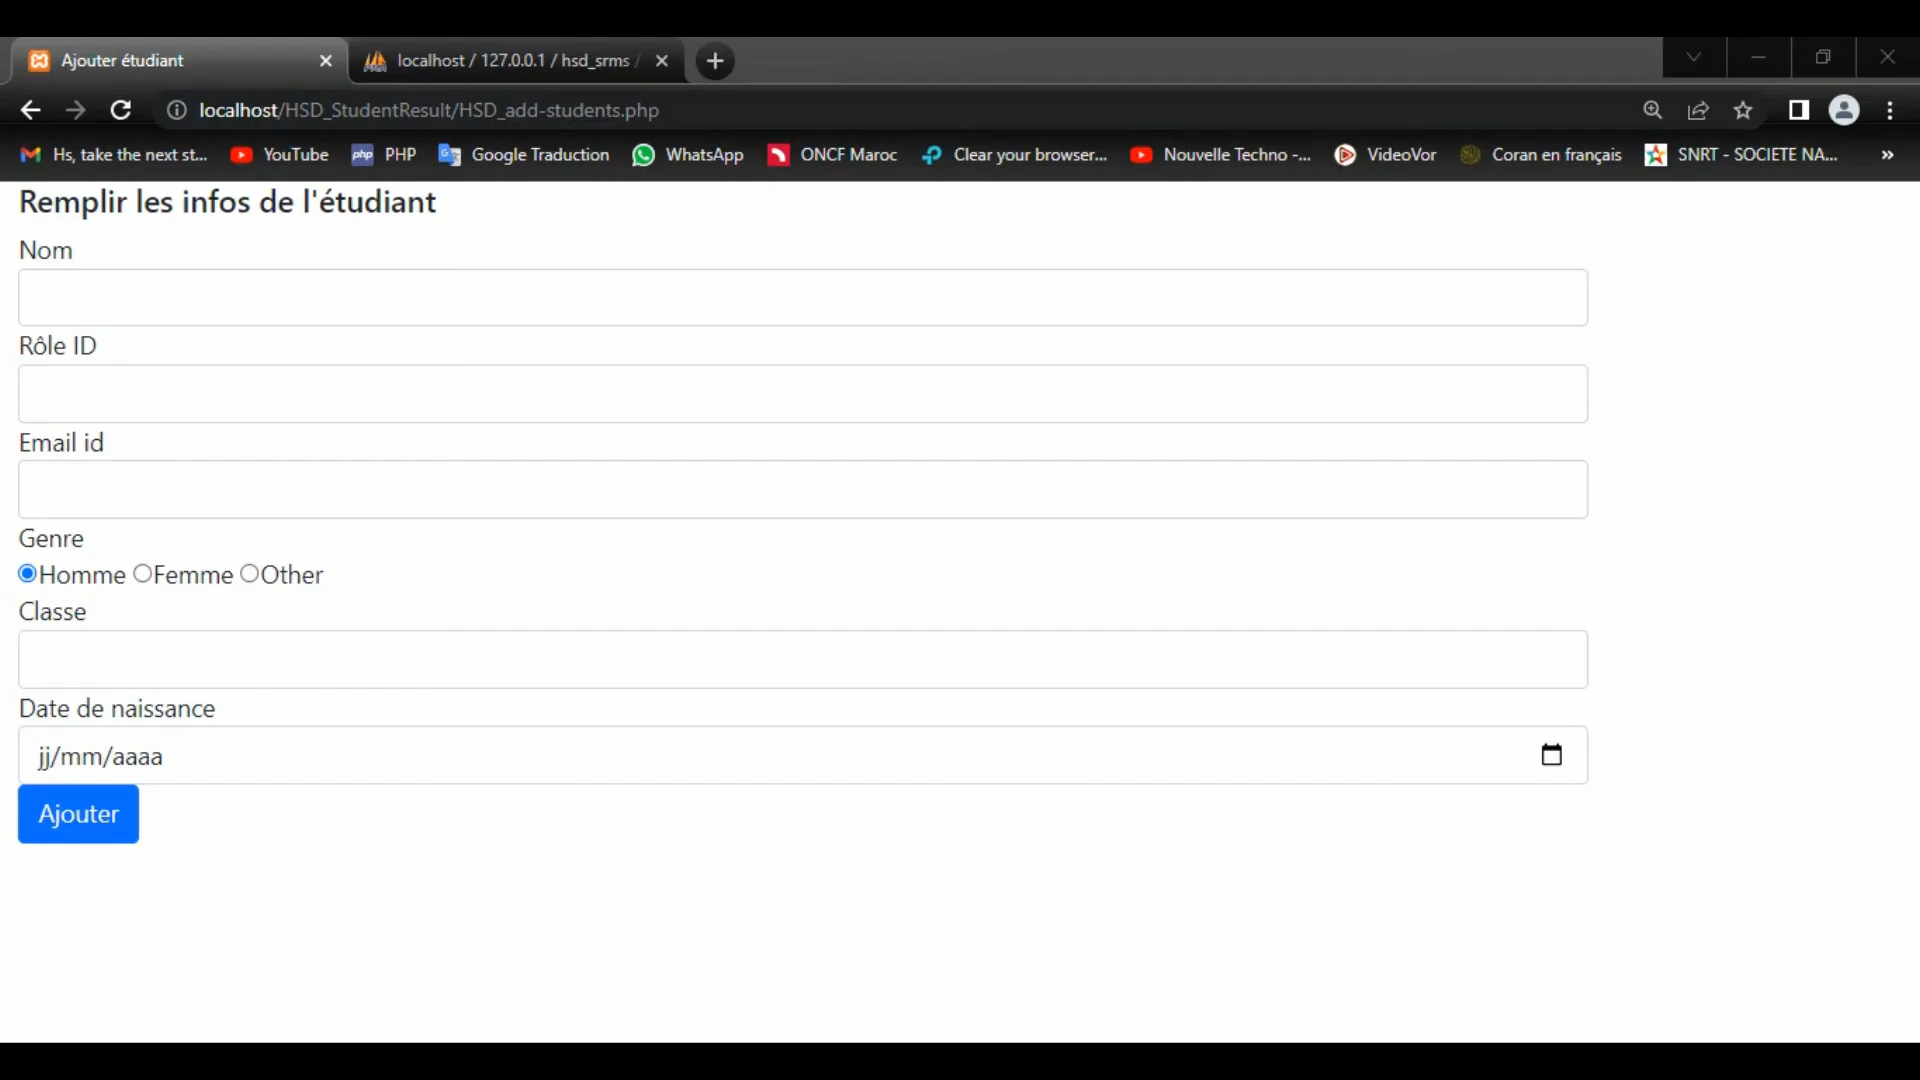 Ajouter étudiant
localhost / 127.0.0.1 / hsd_srms /
localhost/HSD_StudentResult/HSD_add-students.php
Hs, take the next st... YouTube php PHP Google Traduction WhatsApp ONCF Maroc Clear your browser... Nouvelle Techno -... VideoVor Coran en français SNRT - SOCIETE NA... »
Remplir les infos de l'étudiant
Nom
Rôle ID
Email id
Genre
Homme Femme Other
Classe
Date de naissance
jj/mm/aaaa
Ajouter